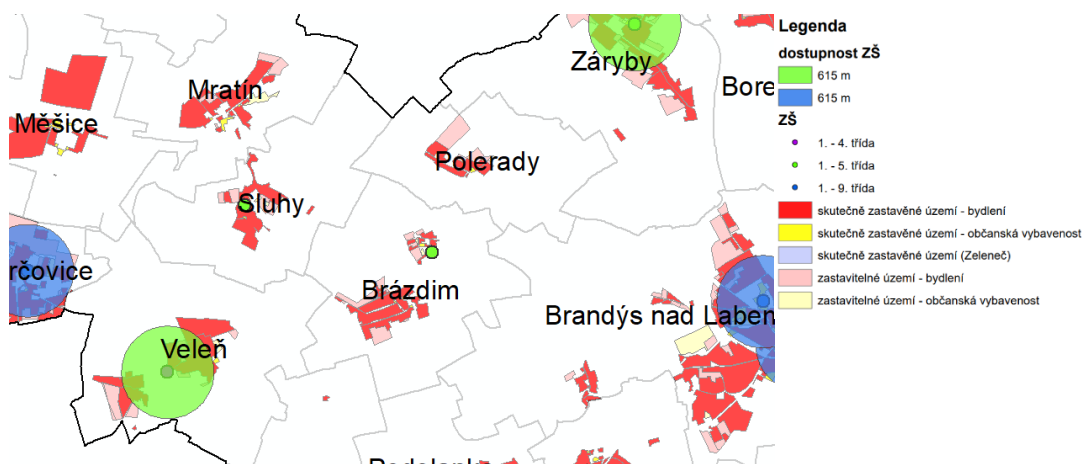 Záryby
Bore
Mratín
Měšice
Polerady
Sluhy
rčovice
Brázdim
Brandýs nad Laben
Veleň
Legenda
dostupnost ZŠ
615 m
615 m
ZŠ
1. - 4. třída
1. - 5. třída
1. - 9. třída
skutečně zastavěné území - bydlení
skutečně zastavěné území - občanská vybavenost
skutečně zastavěné území (Zeleneč)
zastavitelné území - bydlení
zastavitelné území - občanská vybavenost